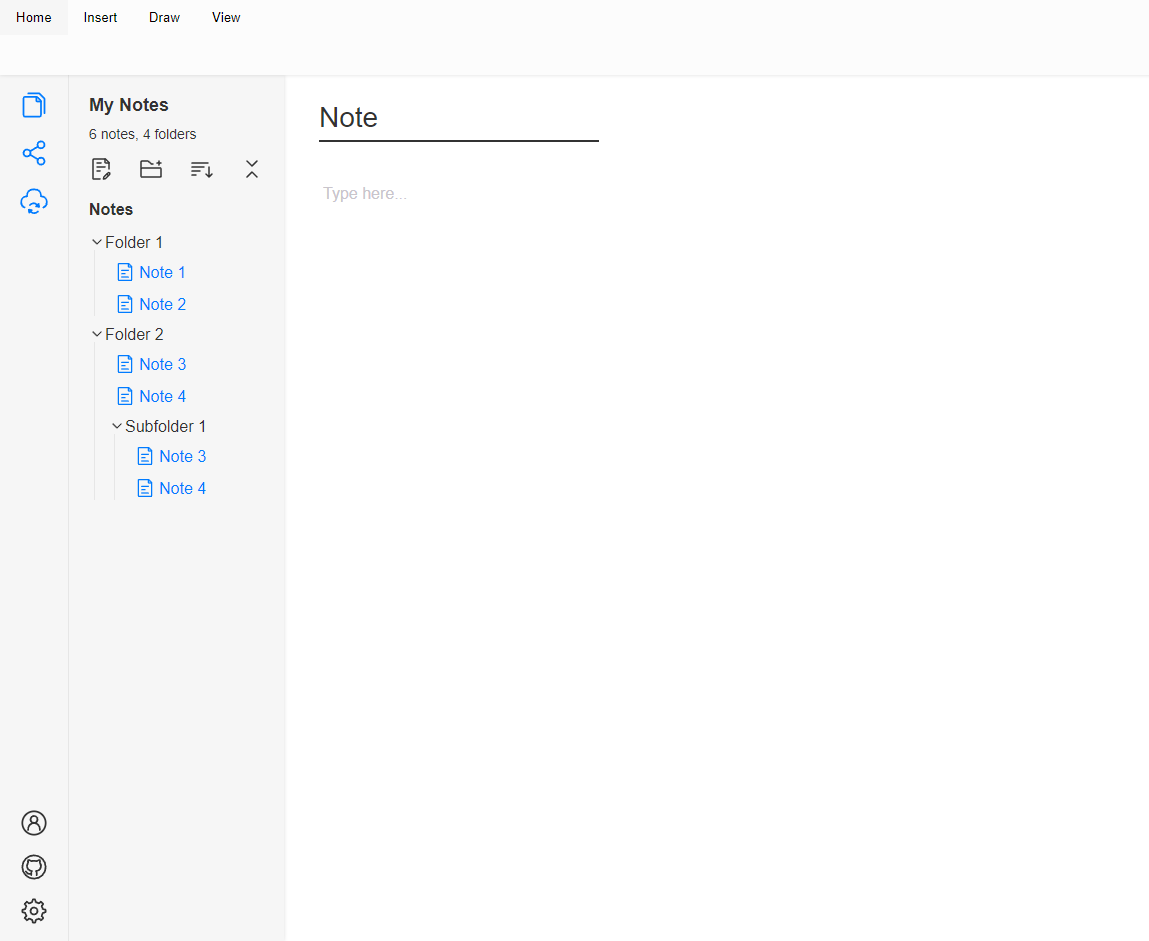 Home Insert Draw View
My Notes
6 notes, 4 folders
Notes
Folder 1
Note 1
Note 2
Folder 2
Note 3
Note 4
Subfolder 1
Note 3
Note 4
Note
Type here...